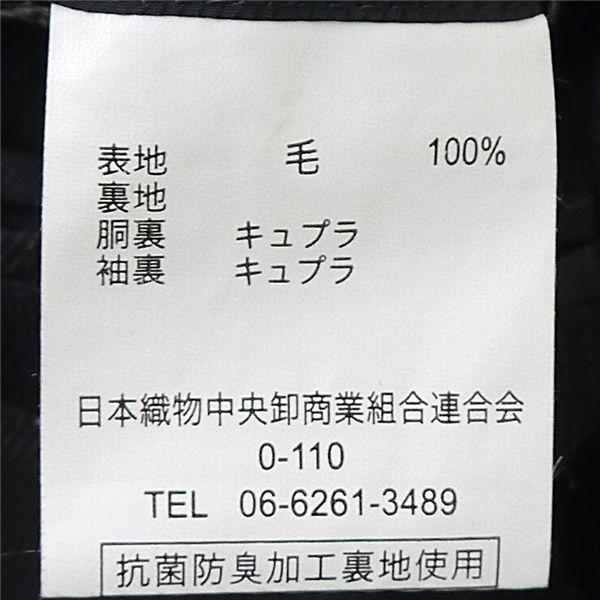 表地 毛 100%
裏地
胴裏 キュプラ
袖裏 キュプラ
日本織物中央卸商業組合連合会
0-110
TEL 06-6261-3489
抗菌防臭加工裏地使用